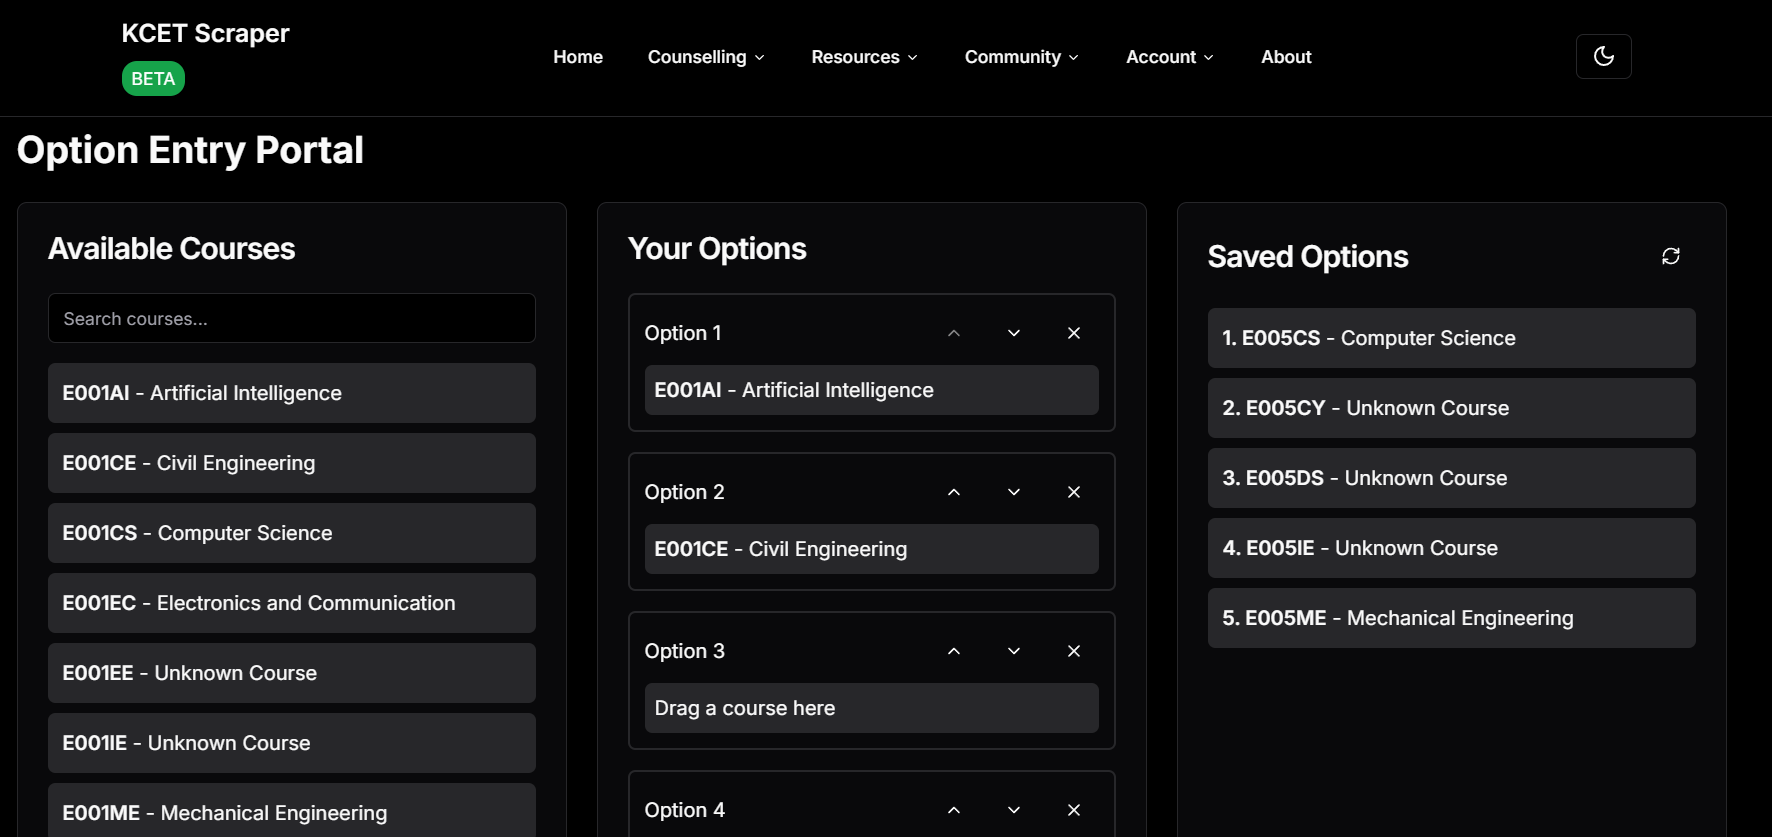 KCET Scraper
BETA
Home Counselling Resources Community Account About
Option Entry Portal
Available Courses
Search courses...
E001AI - Artificial Intelligence
E001CE - Civil Engineering
E001CS - Computer Science
E001EC - Electronics and Communication
E001EE - Unknown Course
E001IE - Unknown Course
E001ME - Mechanical Engineering
Your Options
Option 1
E001AI - Artificial Intelligence
Option 2
E001CE - Civil Engineering
Option 3
Drag a course here
Option 4
Saved Options
1. E005CS - Computer Science
2. E005CY - Unknown Course
3. E005DS - Unknown Course
4. E005IE - Unknown Course
5. E005ME - Mechanical Engineering